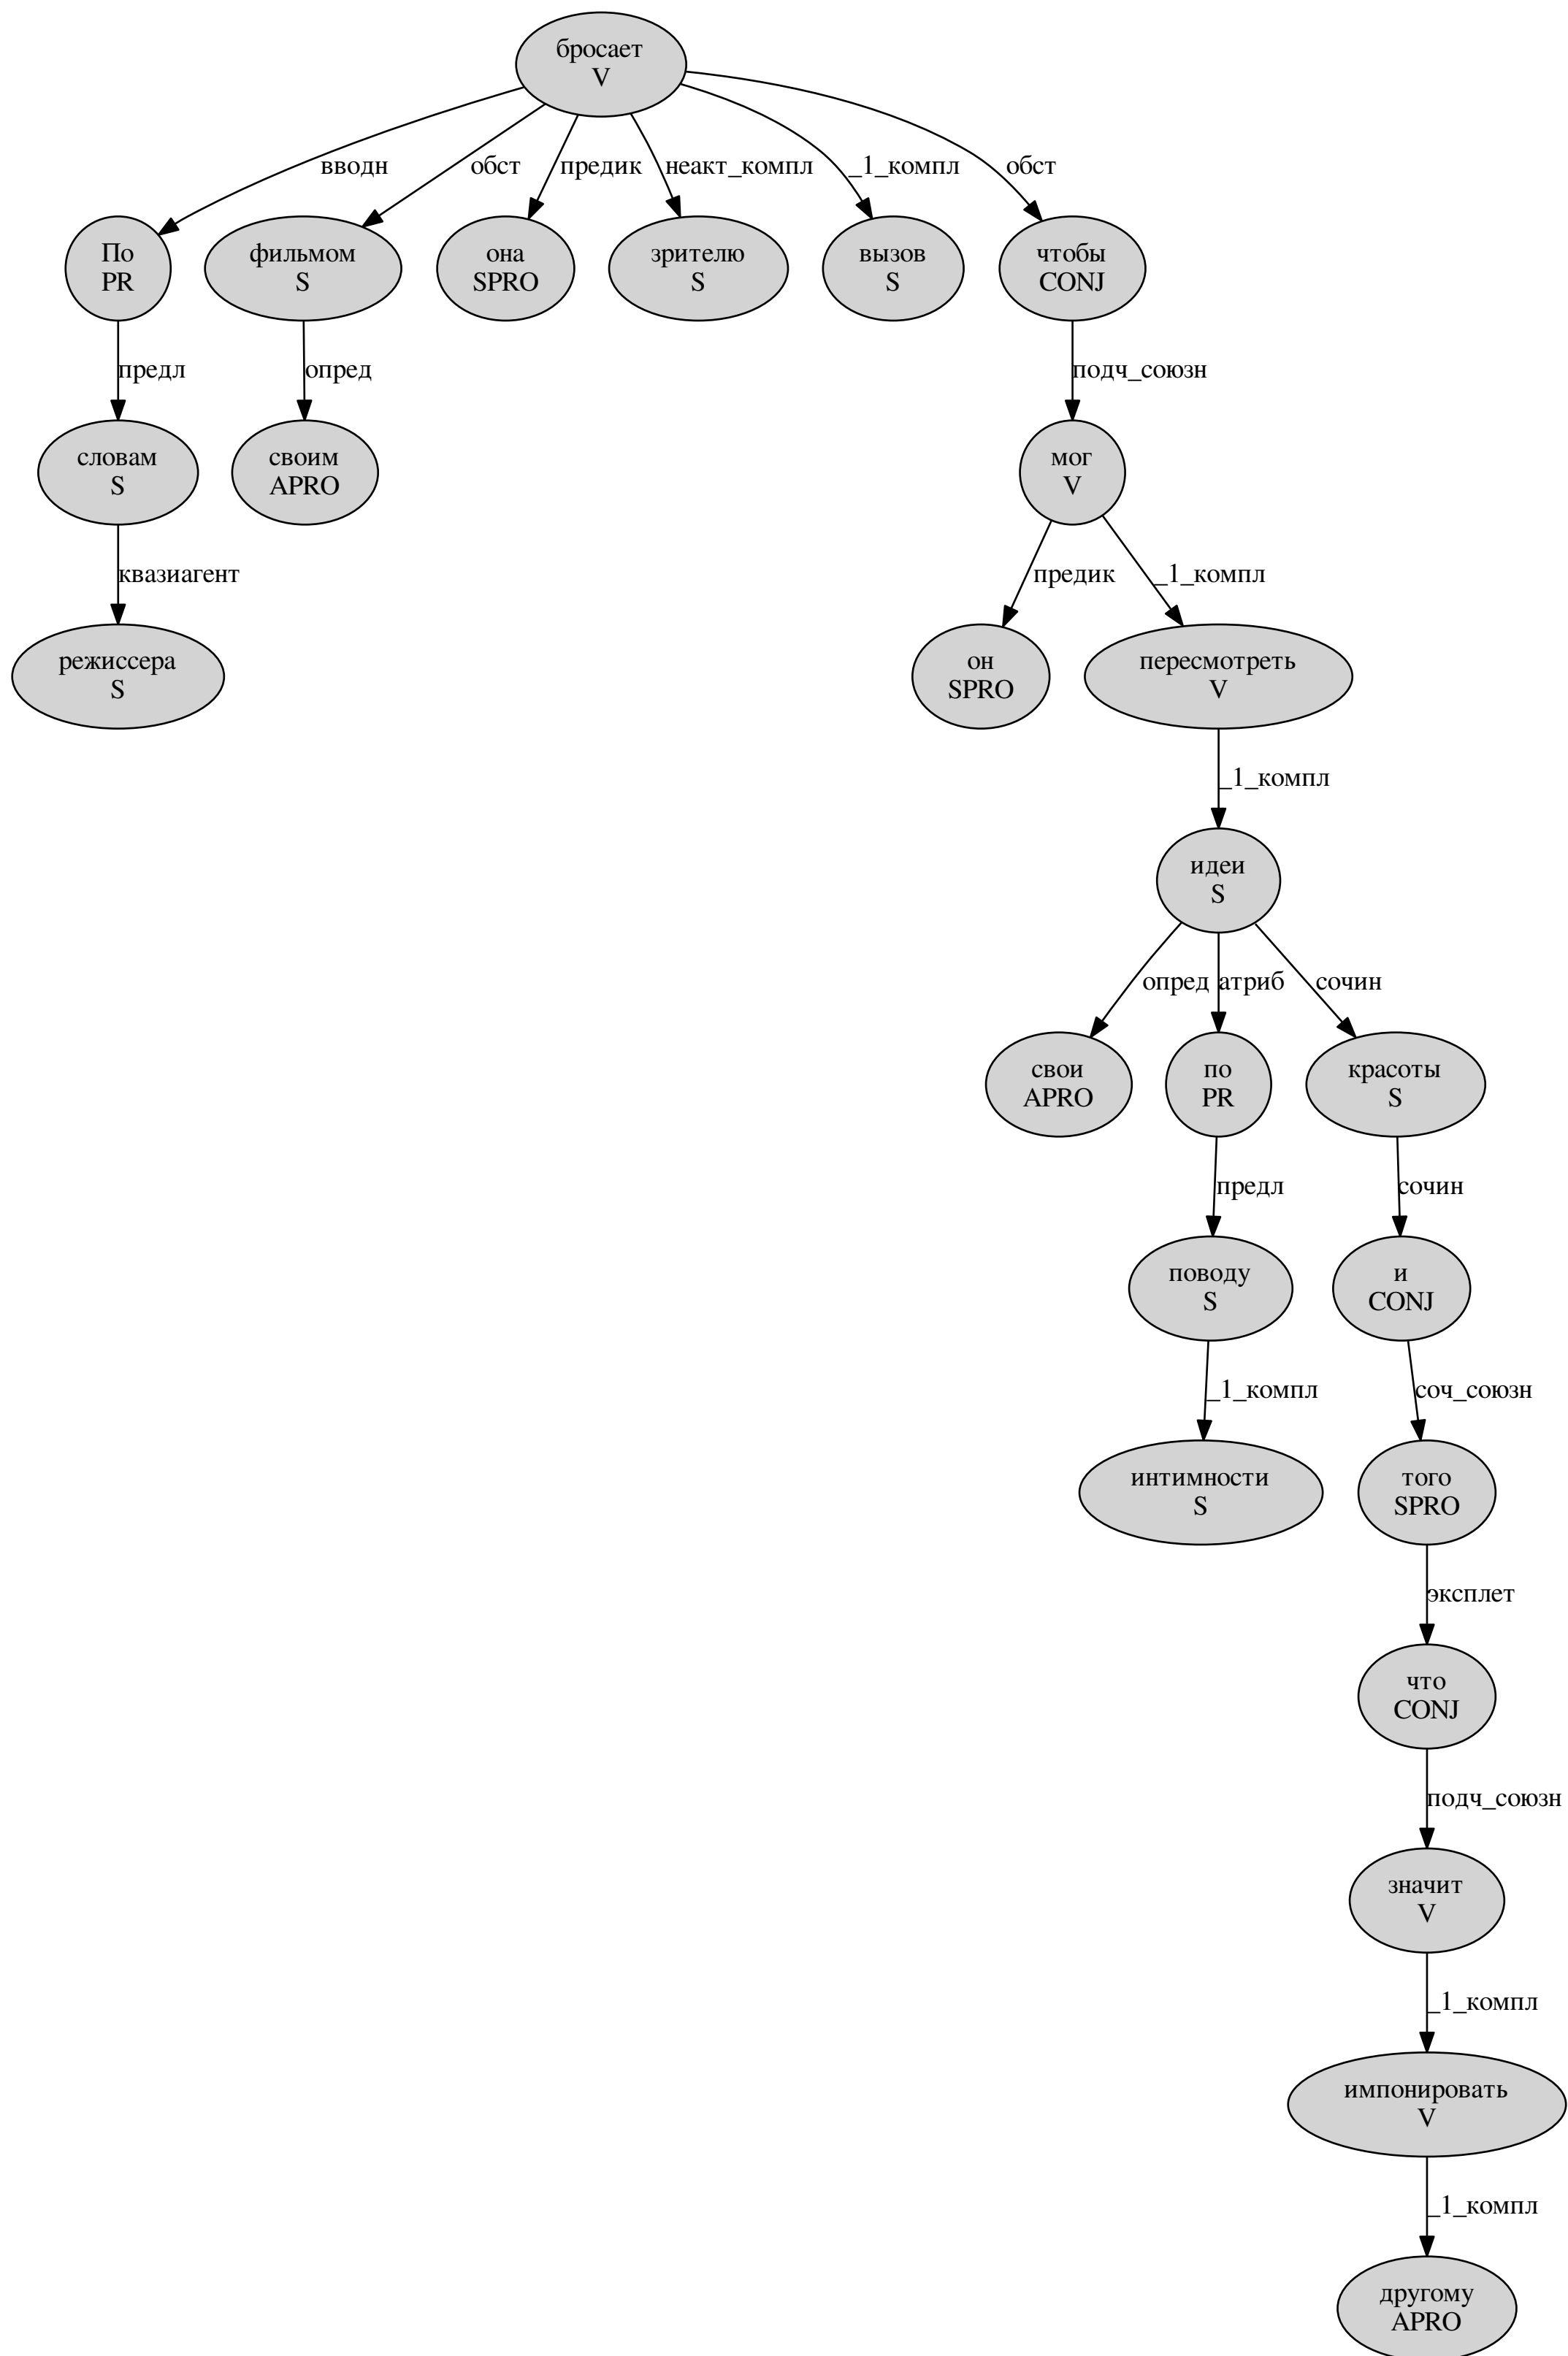 бросает
V
вводн
обст
предик
неакт_компл
_1_компл
обст
По
PR
фильмом
S
она
SPRO
зрителю
S
вызов
S
чтобы
CONJ
предл
опред
подч_союзн
словам
S
своим
APRO
мог
V
квазиагент
предик
_1_компл
режиссера
S
он
SPRO
пересмотреть
V
_1_компл
идеи
S
опред
атриб
сочин
свои
APRO
по
PR
красоты
S
предл
сочин
поводу
S
и
CONJ
_1_компл
соч_союзн
интимности
S
того
SPRO
эксплет
что
CONJ
подч_союзн
значит
V
_1_компл
импонировать
V
_1_компл
другому
APRO